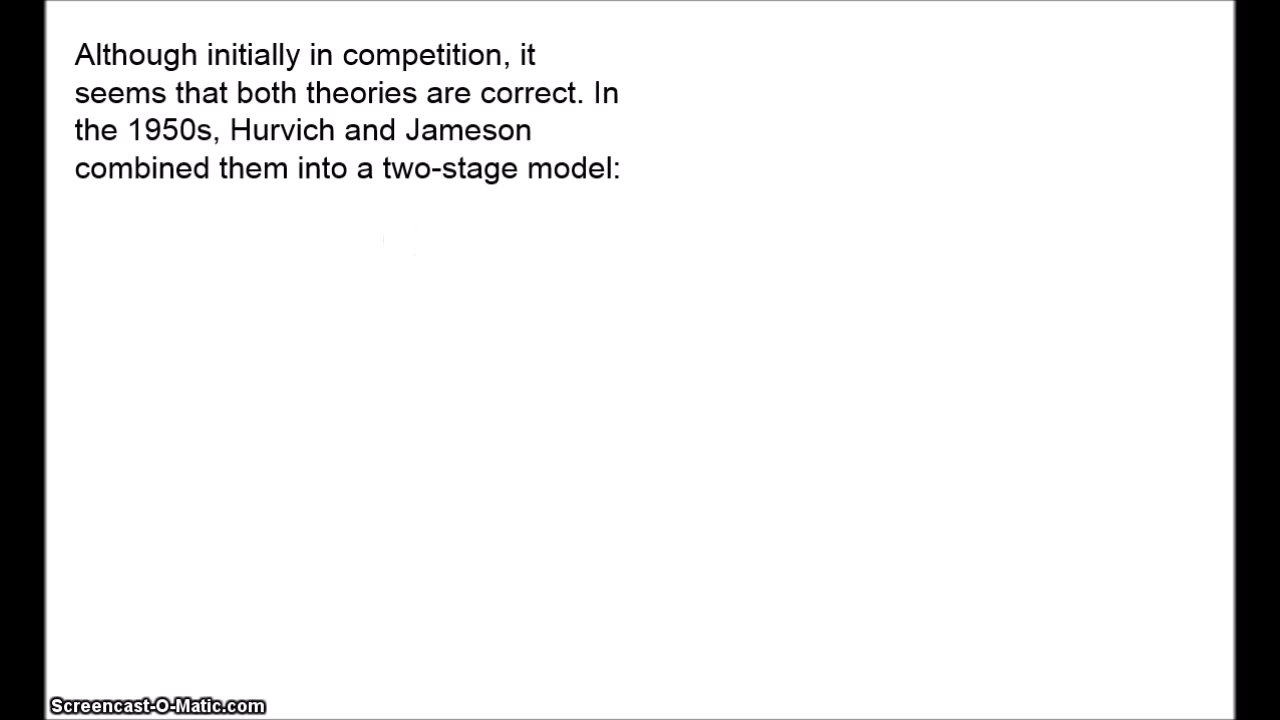 Although initially in competition, it
seems that both theories are correct. In
the 1950s, Hurvich and Jameson
combined them into a two-stage model:
Screencast-O-Matic.com